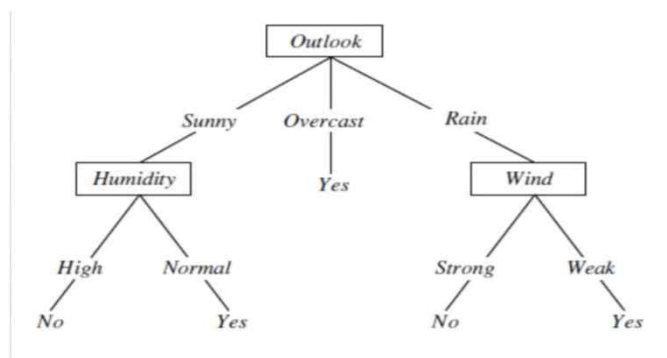 Outlook
Sunny Overcast Rain
Humidity Yes Wind
High Normal Strong Weak
No Yes No Yes